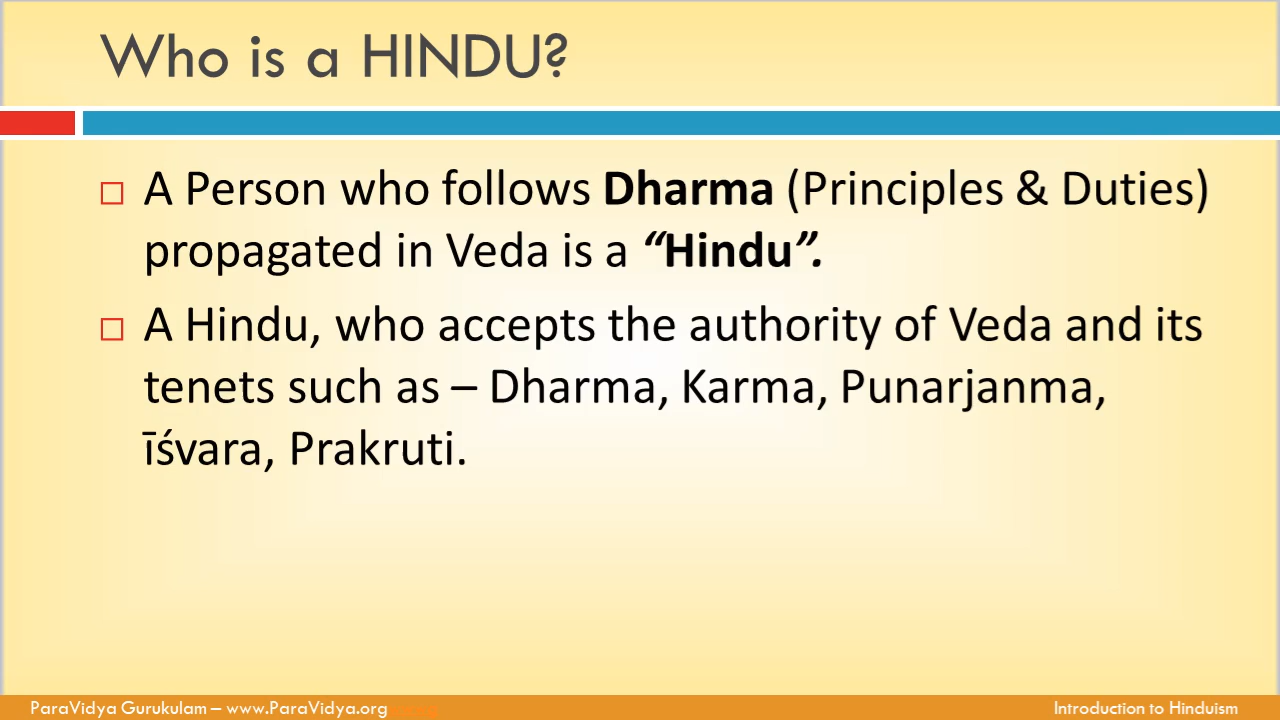 Who is a HINDU?
A Person who follows Dharma (Principles & Duties)
propagated in Veda is a “Hindu”.
A Hindu, who accepts the authority of Veda and its
tenets such as – Dharma, Karma, Punarjanma,
īśvara, Prakruti.
ParaVidya Gurukulam – www.ParaVidya.org
Introduction to Hinduism